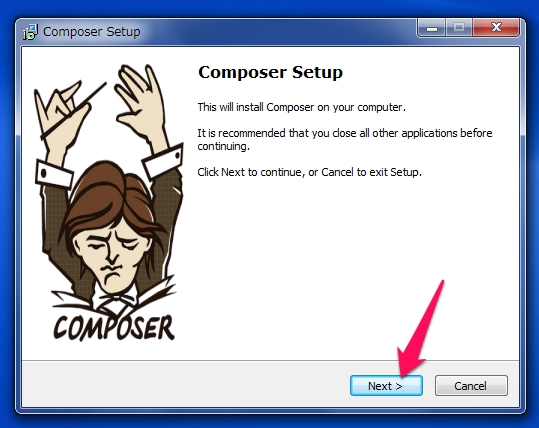 Composer Setup
Composer Setup
This will install Composer on your computer.
It is recommended that you close all other applications before
continuing.
Click Next to continue, or Cancel to exit Setup.
COMPOSER
Next >
Cancel